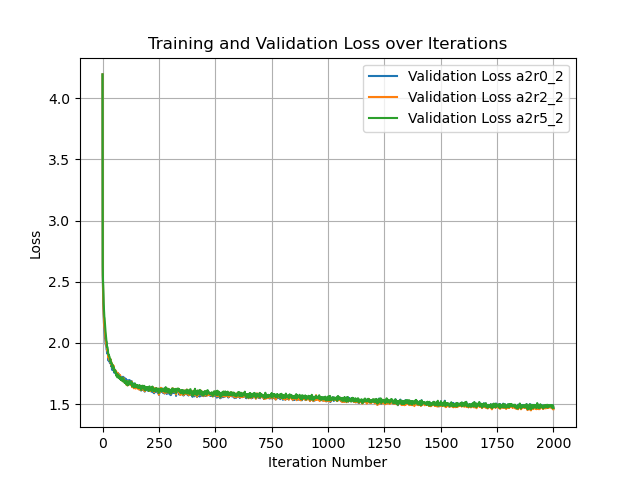 Training and Validation Loss over Iterations
Validation Loss a2r0_2
Validation Loss a2r2_2
Validation Loss a2r5_2
Loss
4.0
3.5
3.0
2.5
2.0
1.5
0 250 500 750 1000 1250 1500 1750 2000
Iteration Number